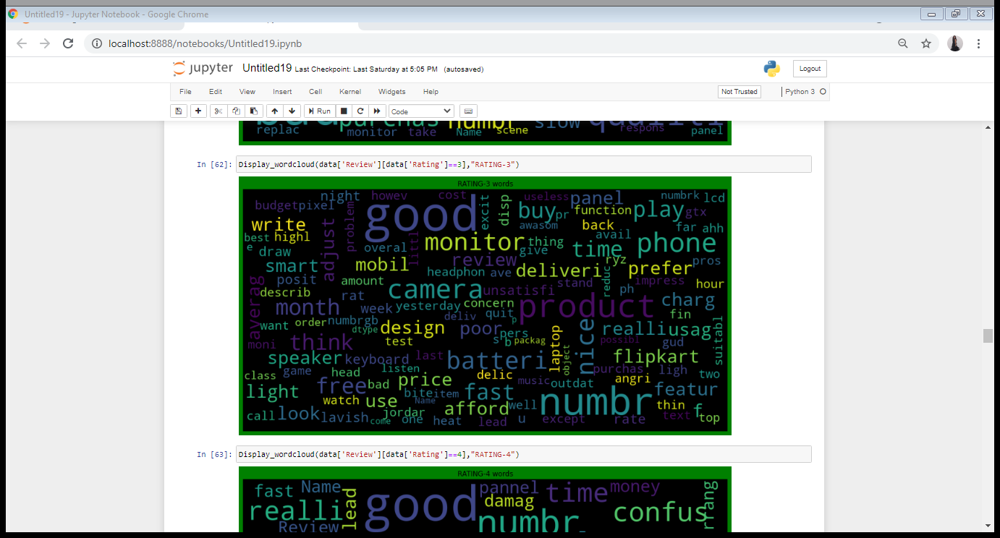 Untitled19 - Jupyter Notebook - Google Chrome
localhost:8888/notebooks/Untitled19.ipynb
jupyter Untitled19 Last Checkpoint: Last Saturday at 5:05 PM (autosaved)
Logout
File Edit View Insert Cell Kernel Widgets Help
Not Trusted
Python 3
Run
Code
numbr slow
replac monitor take Name scene respons panel
In [62]: Display_wordcloud(data['Review'][data['Rating']==3],"RATING-3")
RATING-3 words
night howev cost excit disp useless panel numbrk lcd
budget pixel problem good buy pr function play gtx
write awasom back far ahh
best highl adjust overal littl monitor thing avail phone
e draw give time
smart mobil review ryz prefer pros
posit amount headphon ave deliveri reduc impress hour
averag describ rat camera unsatisfi stand ph charg
month week yesterday concern product fin
want order numbrgb deliv quit p nice realli usag suitabl
dtype design poor pers laptop
moni think test s b packag possibl gud
speaker keyboard last batteri object flipkart
class game head listen delic music purchas ligh two
light free bad price outdat angri featur
watch use bite item fast well numbr thin f
call look lavish jordar Name afford text top
come one heat lead u except rate
In [63]: Display_wordcloud(data['Review'][data['Rating']==4],"RATING-4")
RATING-4 words
fast Name good pannel time money
realli lead damag confus
Review numbr